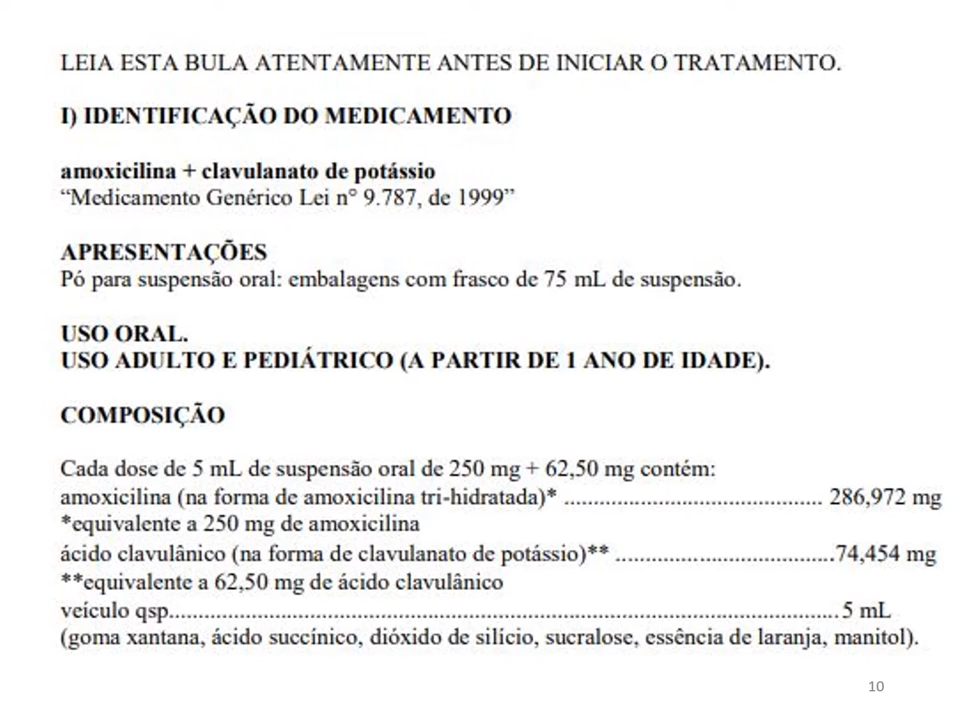 LEIA ESTA BULA ATENTAMENTE ANTES DE INICIAR O TRATAMENTO.
I) IDENTIFICAÇÃO DO MEDICAMENTO
amoxicilina + clavulanato de potássio
“Medicamento Genérico Lei n° 9.787, de 1999”
APRESENTAÇÕES
Pó para suspensão oral: embalagens com frasco de 75 mL de suspensão.
USO ORAL.
USO ADULTO E PEDIÁTRICO (A PARTIR DE 1 ANO DE IDADE).
COMPOSIÇÃO
Cada dose de 5 mL de suspensão oral de 250 mg + 62,50 mg contém:
amoxicilina (na forma de amoxicilina tri-hidratada)* ............................................ 286,972 mg
*equivalente a 250 mg de amoxicilina
ácido clavulânico (na forma de clavulanato de potássio)** .....................................74,454 mg
**equivalente a 62,50 mg de ácido clavulânico
veículo qsp..................................................................................................................5 mL
(goma xantana, ácido succínico, dióxido de silício, sucralose, essência de laranja, manitol).
10